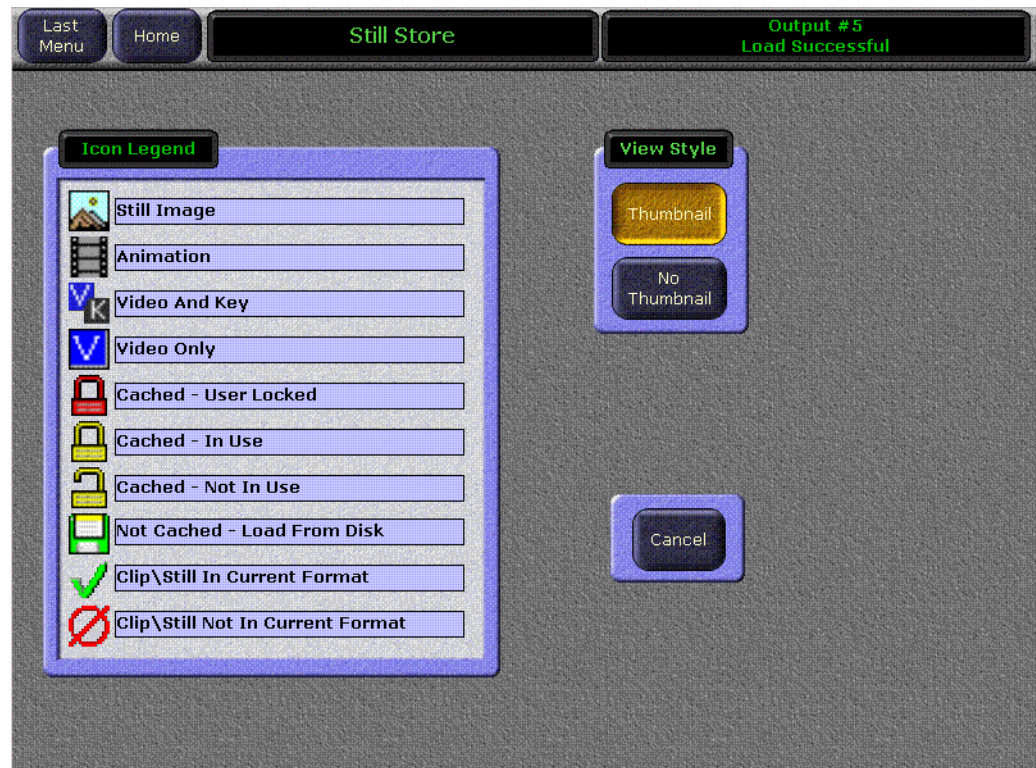 Last
Menu
Home
Still Store
Output #5
Load Successful
Icon Legend
Still Image
Animation
V
K
Video And Key
V
Video Only
Cached - User Locked
Cached - In Use
Cached - Not In Use
Not Cached - Load From Disk
Clip\Still In Current Format
Clip\Still Not In Current Format
View Style
Thumbnail
No
Thumbnail
Cancel